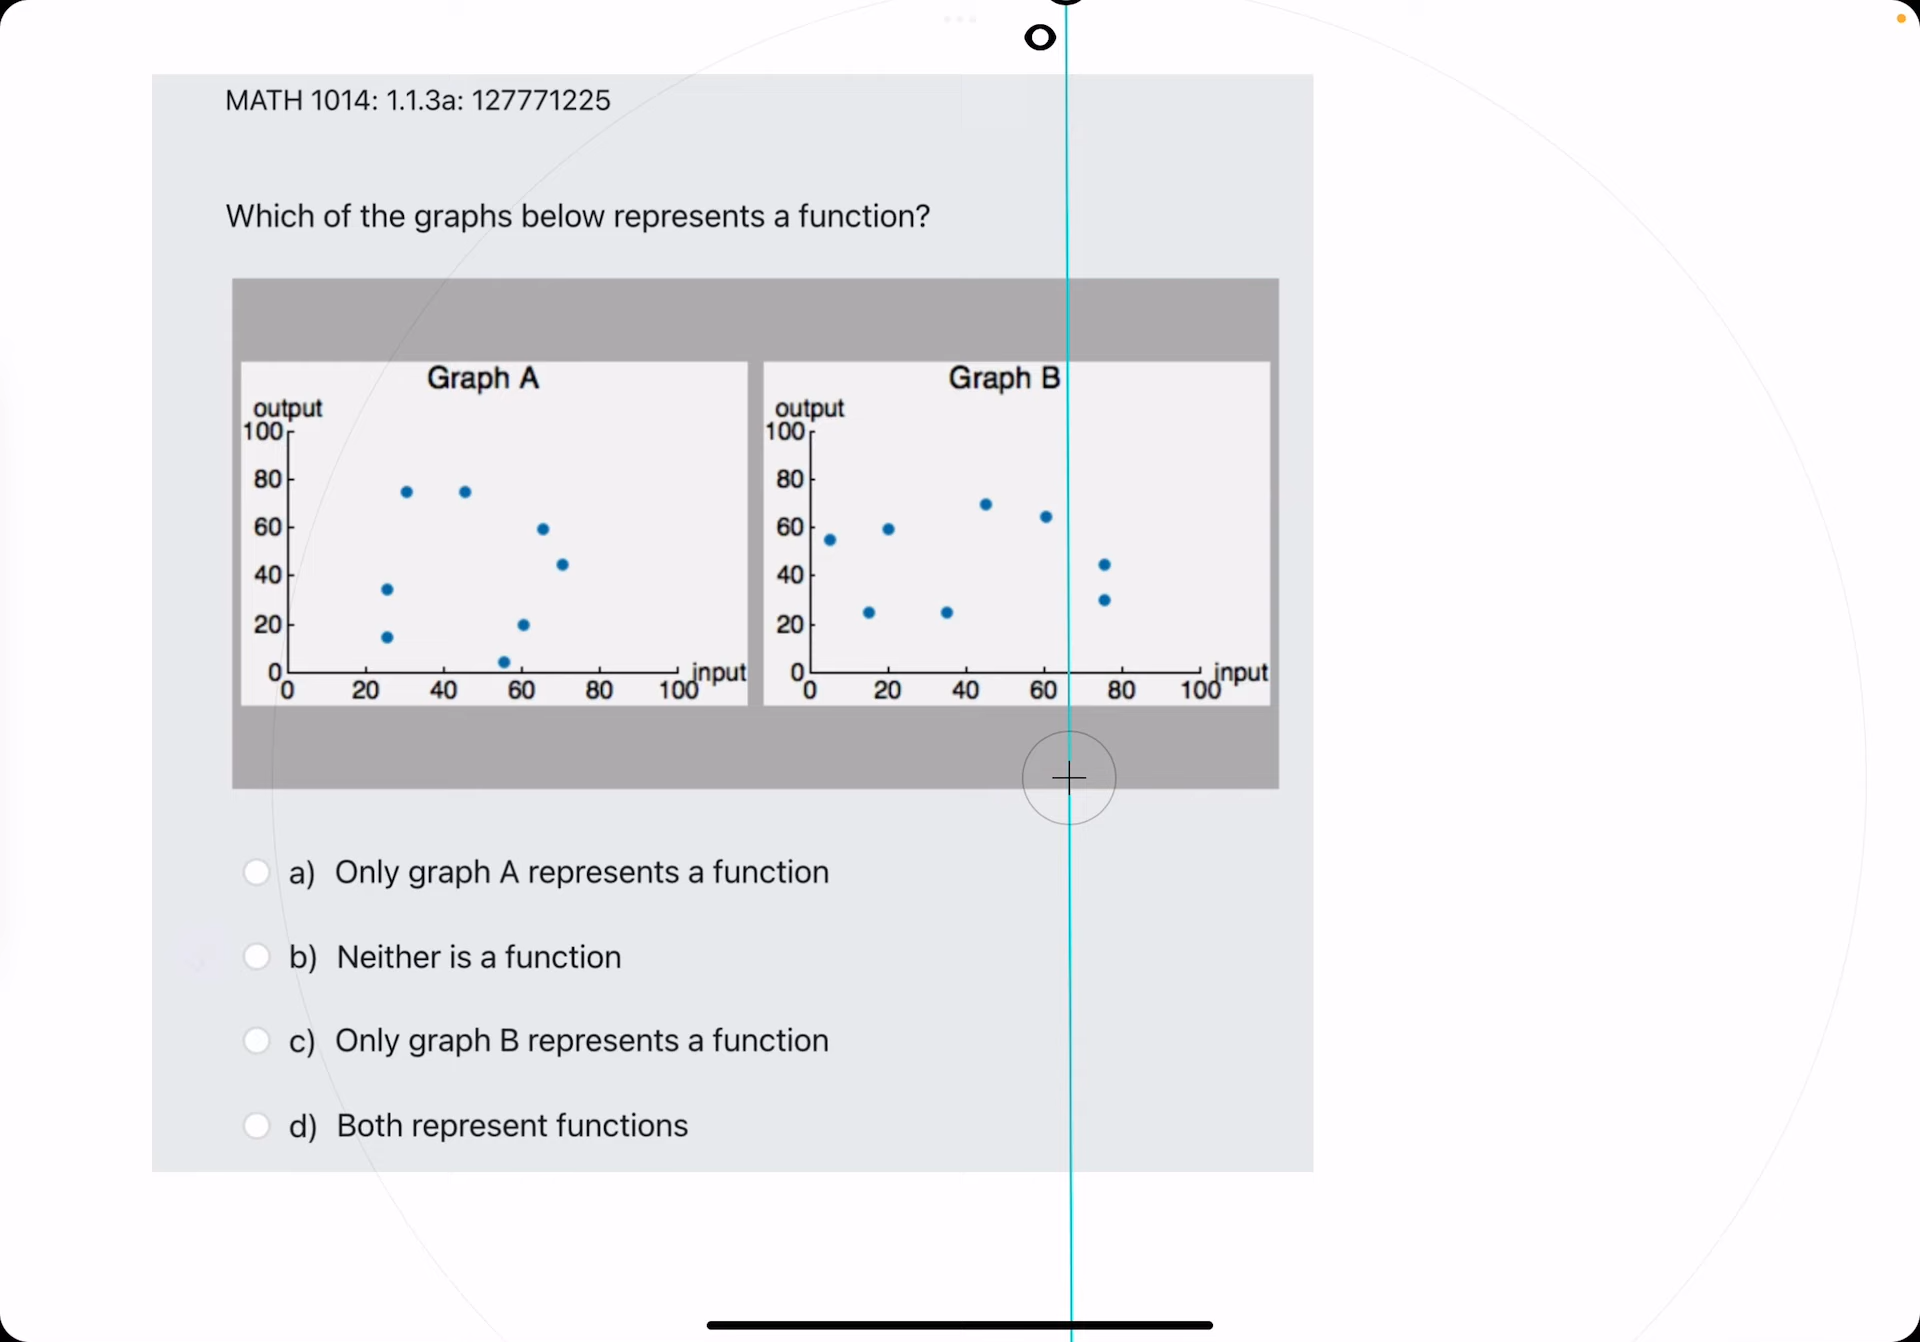 MATH 1014: 1.1.3a: 127771225
Which of the graphs below represents a function?
Graph A
output
100
80
60
40
20
0
0 20 40 60 80 100
input
Graph B
output
100
80
60
40
20
0
0 20 40 60 80 100
input
a) Only graph A represents a function
b) Neither is a function
c) Only graph B represents a function
d) Both represent functions